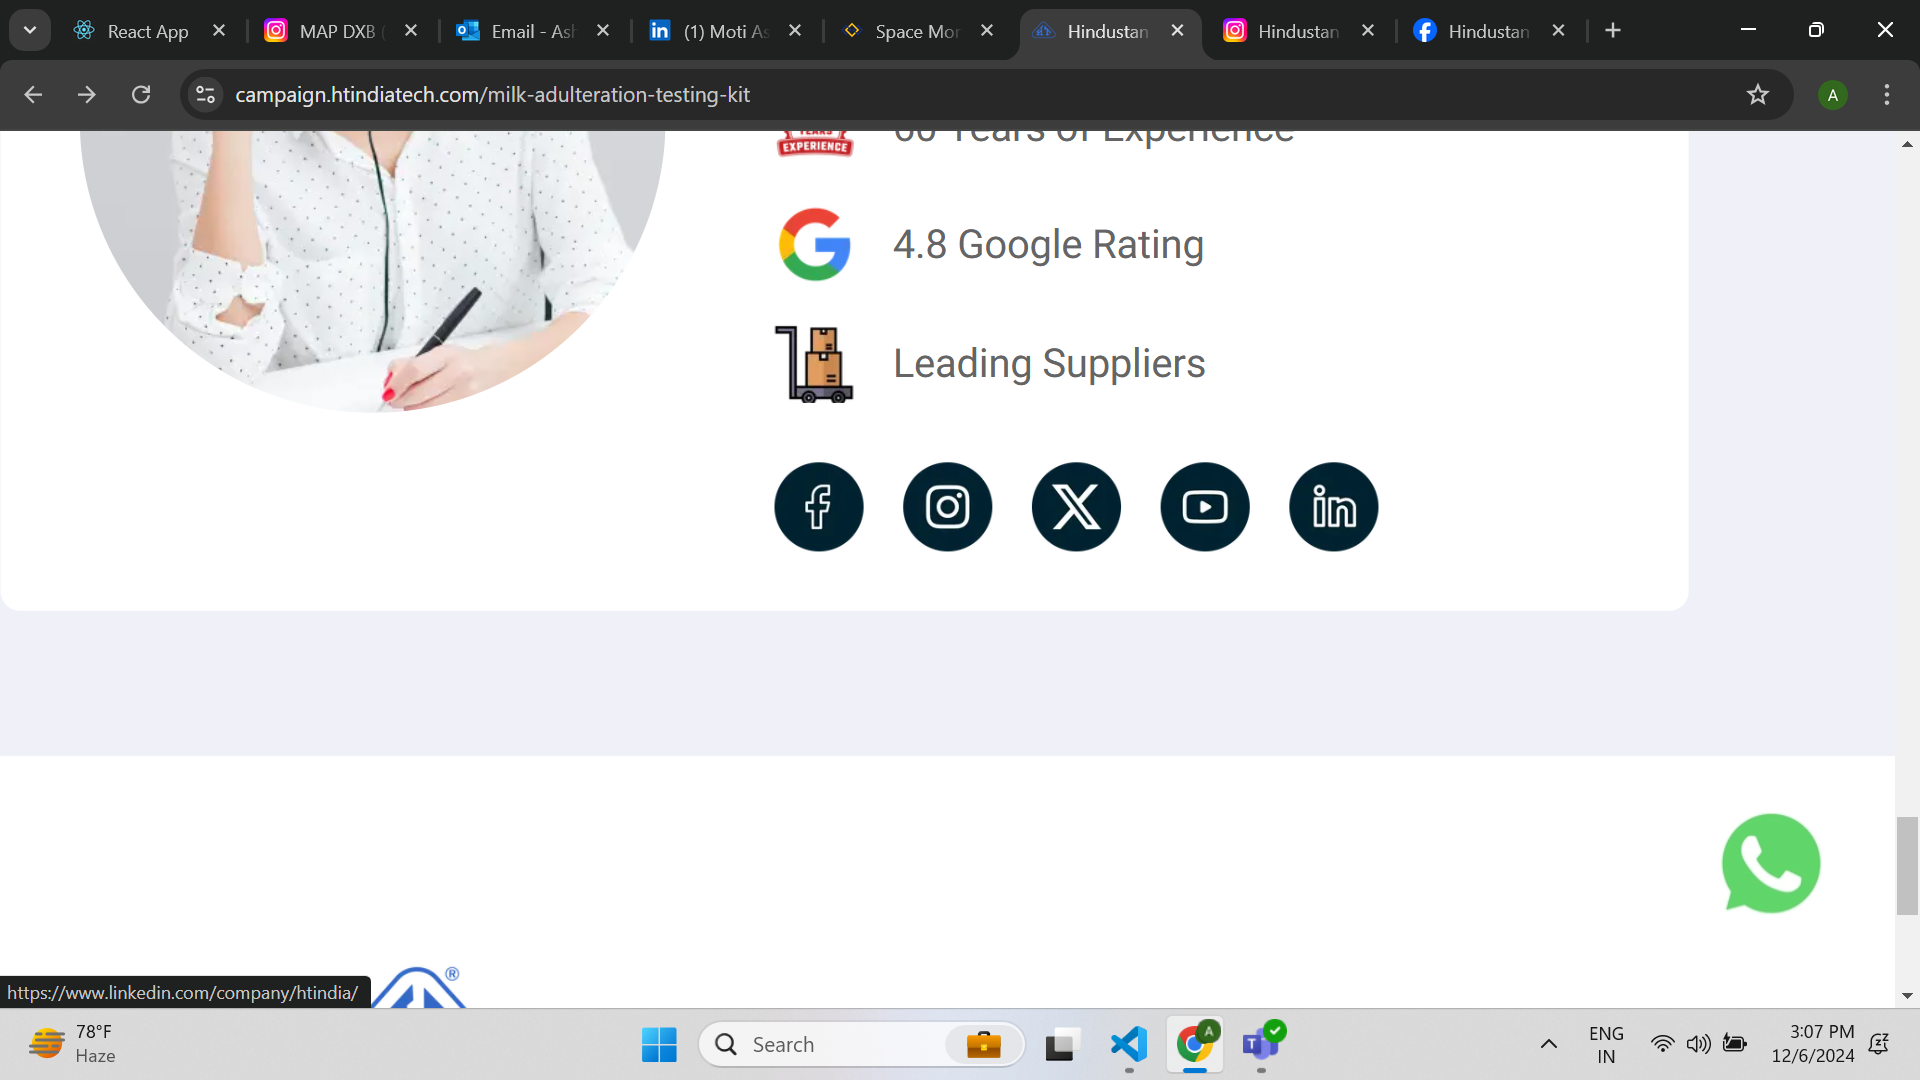 React App
MAP DXB (
Email - Ash
(1) Moti As
Space Mor
Hindustan
Hindustan
Hindustan
campaign.htindiatech.com/milk-adulteration-testing-kit
A
YEARS
EXPERIENCE
60 Years of Experience
4.8 Google Rating
Leading Suppliers
in
®
https://www.linkedin.com/company/htindia/
78°F
Haze
Search
A
T
ENG
IN
3:07 PM
12/6/2024